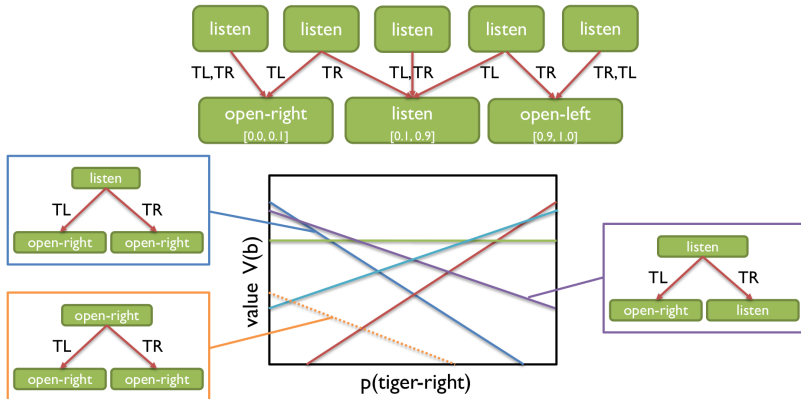 listen listen listen listen listen
TL,TR TL TR TL,TR TL TR TR,TL
open-right listen open-left
[0.0, 0.1] [0.1, 0.9] [0.9, 1.0]
listen
TL TR
open-right open-right
open-right
TL TR
open-right open-right
value V(b)
p(tiger-right)
listen
TL TR
open-right listen